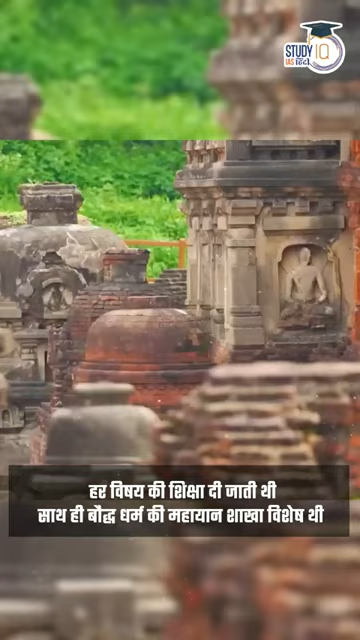 STUDY IQ
IAS हिंदी
हर विषय की शिक्षा दी जाती थी
साथ ही बौद्ध धर्म की महायान शाखा विशेष थी